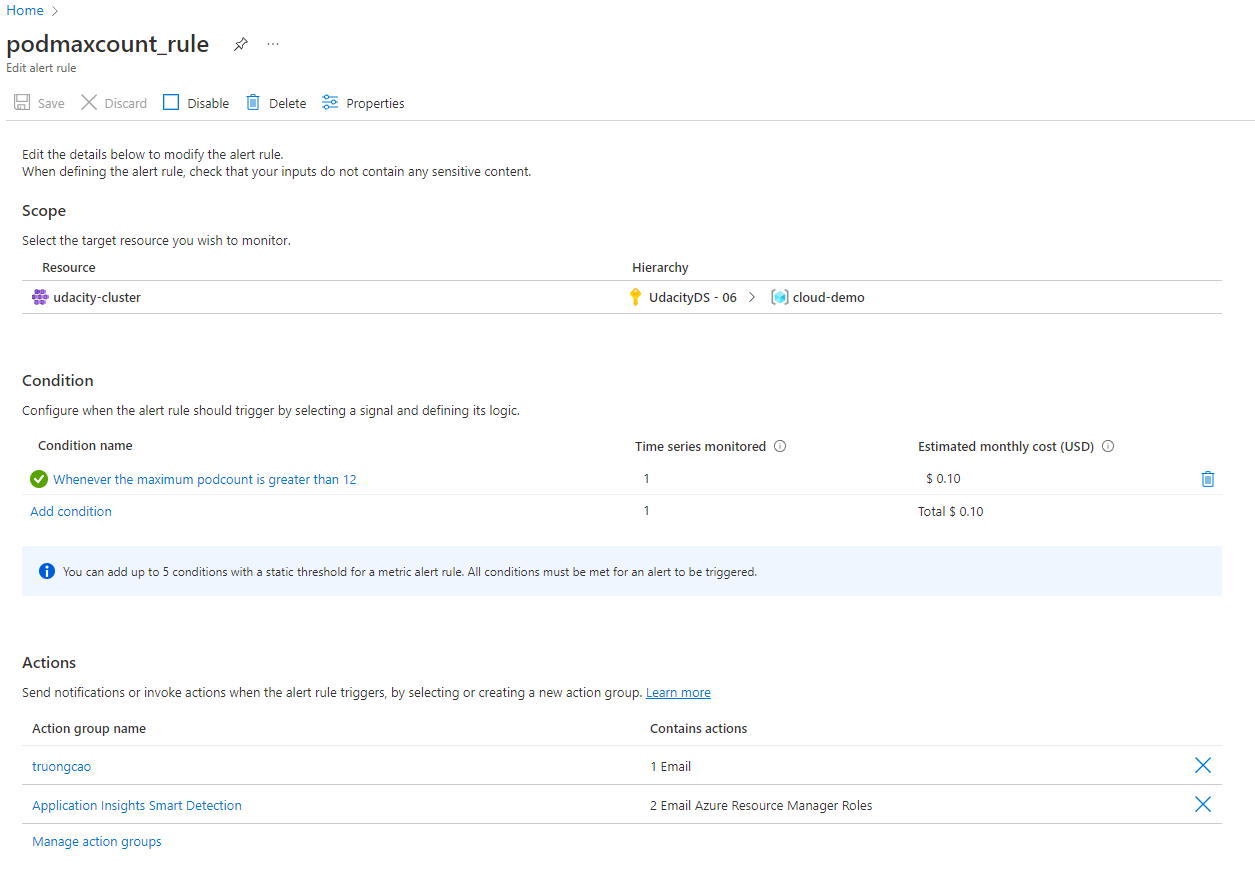 Home
podmaxcount_rule
Edit alert rule
Save Discard Disable Delete Properties
Edit the details below to modify the alert rule.
When defining the alert rule, check that your inputs do not contain any sensitive content.
Scope
Select the target resource you wish to monitor.
Resource Hierarchy
udacity-cluster UdacityDS - 06 > cloud-demo
Condition
Configure when the alert rule should trigger by selecting a signal and defining its logic.
Condition name Time series monitored Estimated monthly cost (USD)
Whenever the maximum podcount is greater than 12 1 $ 0.10
Add condition 1 Total $ 0.10
You can add up to 5 conditions with a static threshold for a metric alert rule. All conditions must be met for an alert to be triggered.
Actions
Send notifications or invoke actions when the alert rule triggers, by selecting or creating a new action group. Learn more
Action group name Contains actions
truongcao 1 Email
Application Insights Smart Detection 2 Email Azure Resource Manager Roles
Manage action groups